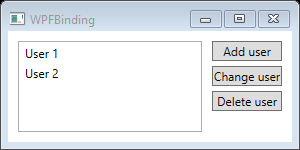 WPFBinding
User 1
User 2
Add user
Change user
Delete user